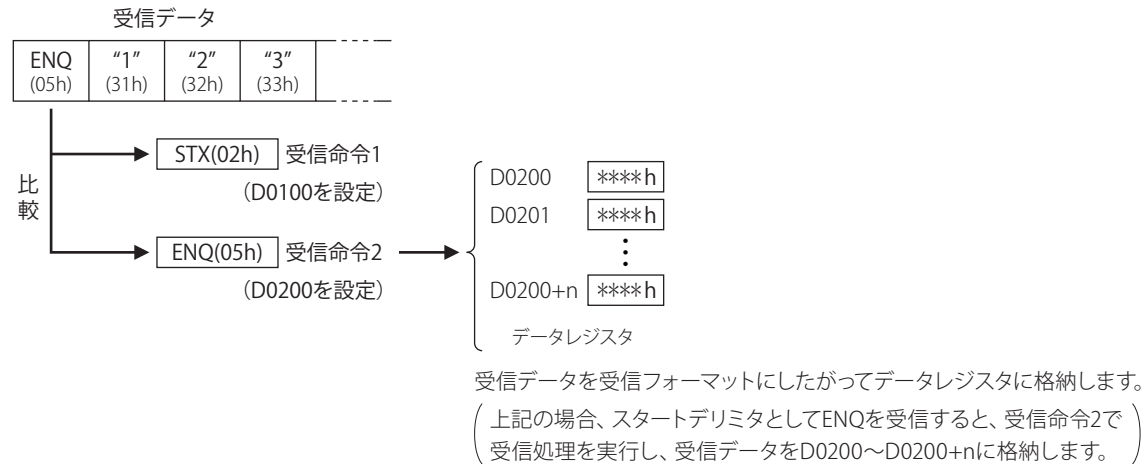 受信データ
ENQ “1” “2” “3”
(05h) (31h) (32h) (33h)
比較
STX(02h) 受信命令1
（D0100を設定）
ENQ(05h) 受信命令2
（D0200を設定）
D0200 ****h
D0201 ****h
D0200+n ****h
データレジスタ
受信データを受信フォーマットにしたがってデータレジスタに格納します。
（上記の場合、スタートデリミタとしてENQを受信すると、受信命令2で
受信処理を実行し、受信データをD0200～D0200+nに格納します。）